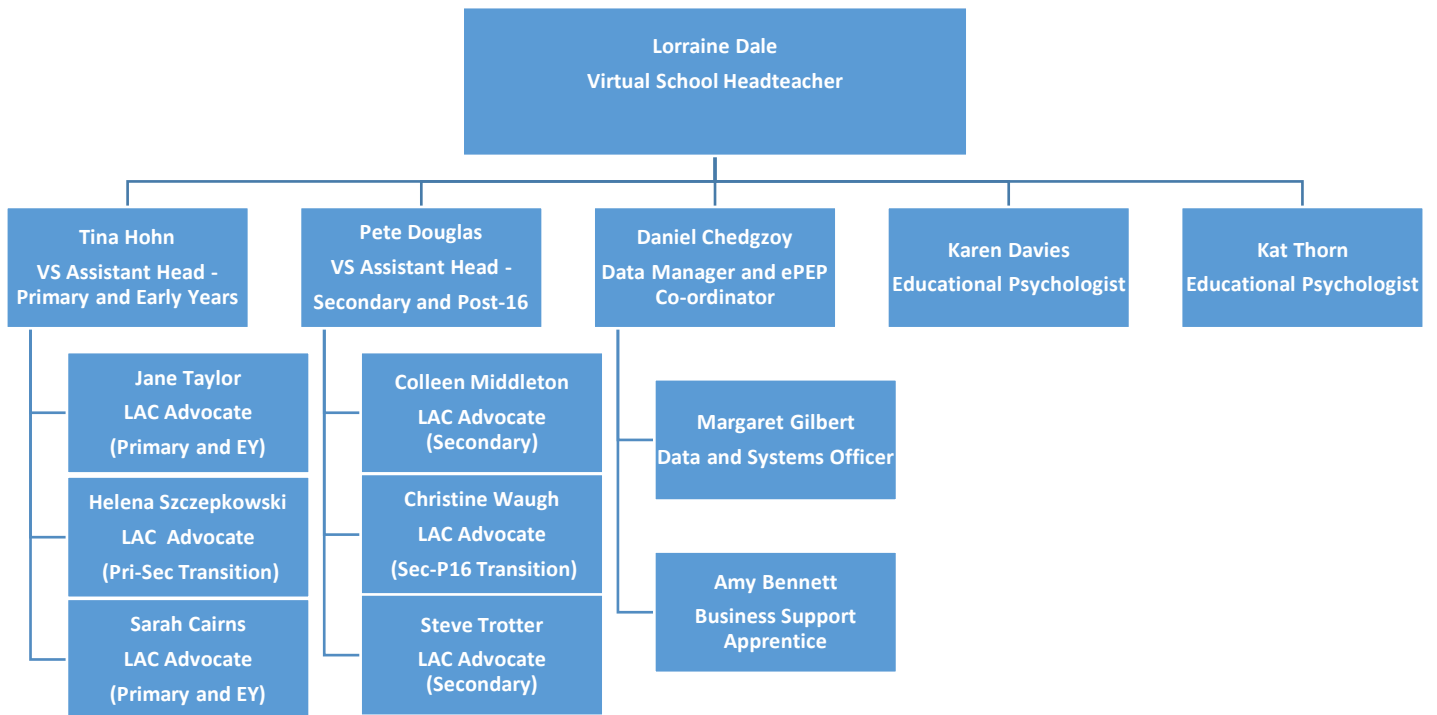 Lorraine Dale
Virtual School Headteacher
Tina Hohn
VS Assistant Head -
Primary and Early Years
Pete Douglas
VS Assistant Head -
Secondary and Post-16
Daniel Chedgzoy
Data Manager and ePEP
Co-ordinator
Karen Davies
Educational Psychologist
Kat Thorn
Educational Psychologist
Jane Taylor
LAC Advocate
(Primary and EY)
Helena Szczepkowski
LAC Advocate
(Pri-Sec Transition)
Sarah Cairns
LAC Advocate
(Primary and EY)
Colleen Middleton
LAC Advocate
(Secondary)
Christine Waugh
LAC Advocate
(Sec-P16 Transition)
Steve Trotter
LAC Advocate
(Secondary)
Margaret Gilbert
Data and Systems Officer
Amy Bennett
Business Support
Apprentice